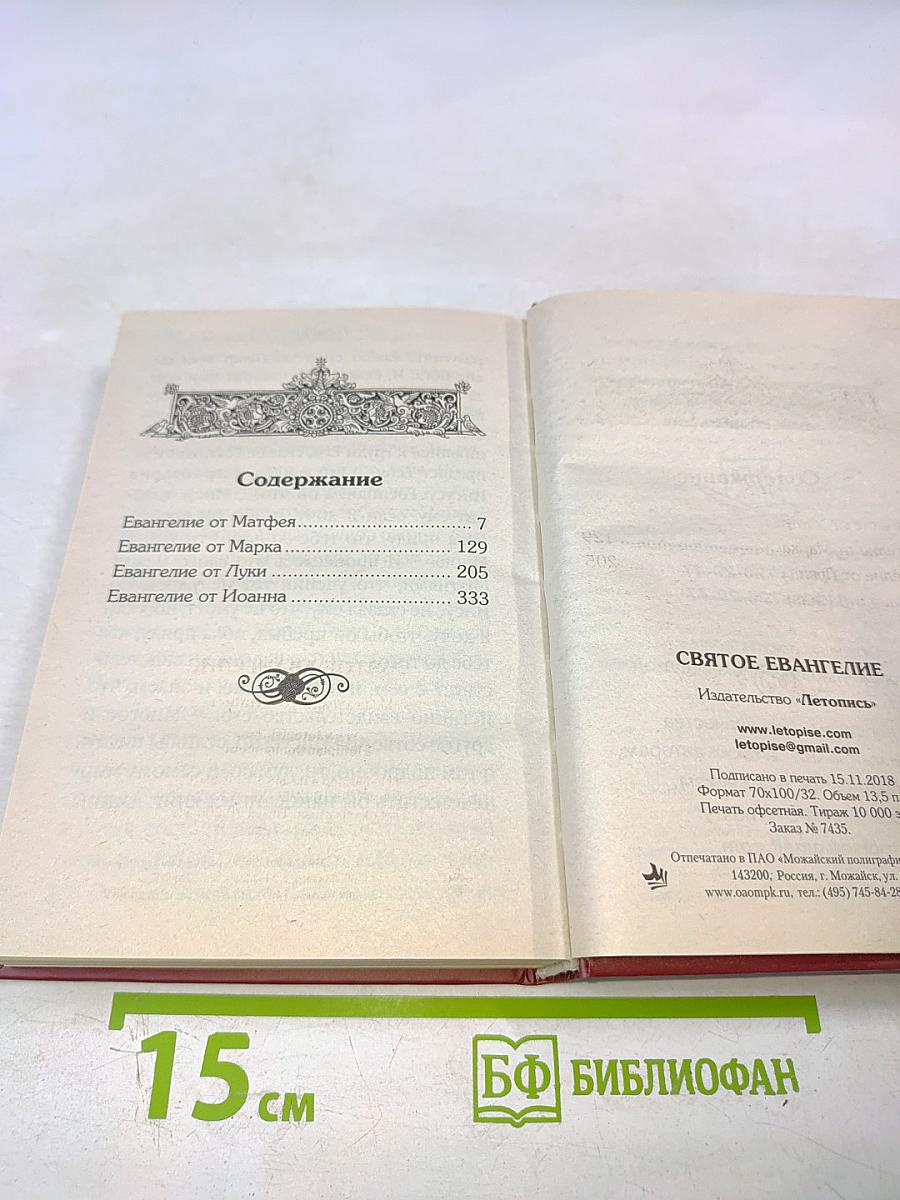 Содержание
Евангелие от Матфея........................................ 7
Евангелие от Марка........................................ 129
Евангелие от Луки.......................................... 205
Евангелие от Иоанна...................................... 333
СВЯТОЕ ЕВАНГЕЛИЕ
Издательство «Летопись»
www.letopise.com
letopise@gmail.com
Подписано в печать 15.11.2018
Формат 70х100/32. Объем 13,5 п
Печать офсетная. Тираж 10 000 э
Заказ № 7435.
Отпечатано в ПАО «Можайский полиграфи
143200, Россия, г. Можайск, ул.
www.oaompk.ru, тел.: (495) 745-84-28
15 см
БФ БИБЛИОФАН